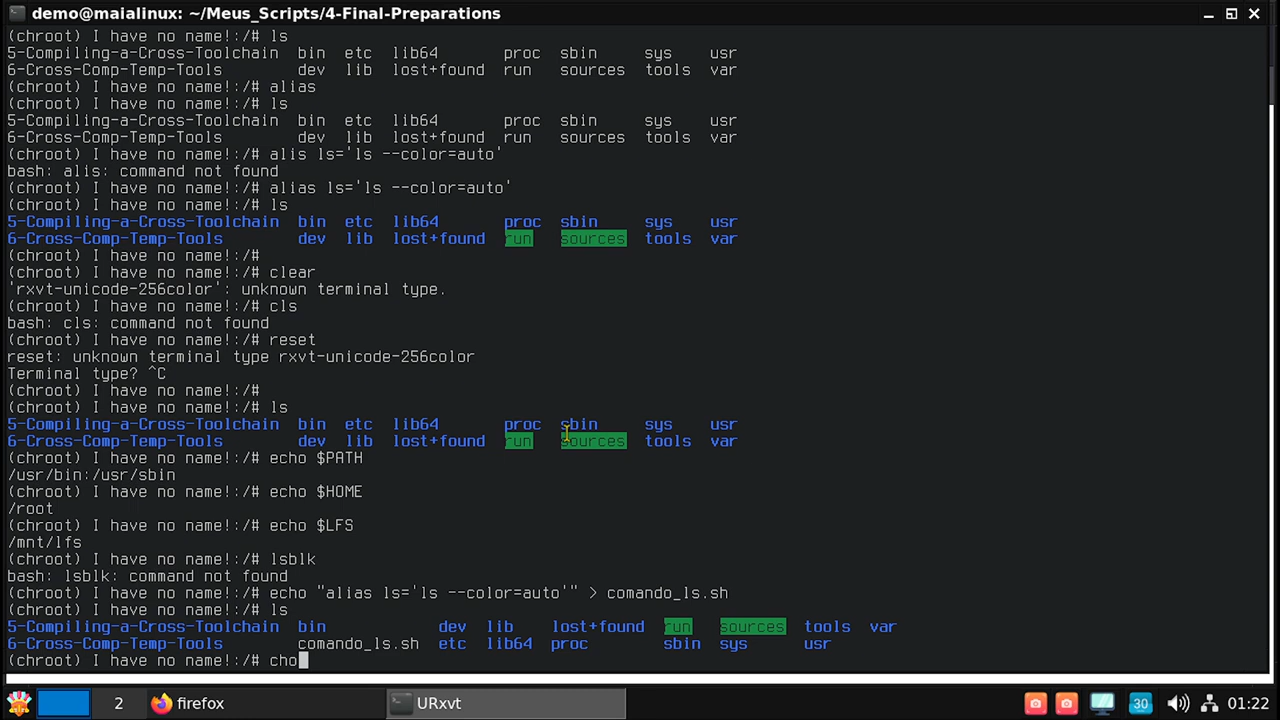 demo@maialinux: ~/Meus_Scripts/4-Final-Preparations
(chroot) I have no name!:/# ls
5-Compiling-a-Cross-Toolchain  bin  etc  lib64       proc  sbin     sys    usr
6-Cross-Comp-Temp-Tools        dev  lib  lost+found  run   sources  tools  var
(chroot) I have no name!:/# alias
(chroot) I have no name!:/# ls
5-Compiling-a-Cross-Toolchain  bin  etc  lib64       proc  sbin     sys    usr
6-Cross-Comp-Temp-Tools        dev  lib  lost+found  run   sources  tools  var
(chroot) I have no name!:/# alis ls='ls --color=auto'
bash: alis: command not found
(chroot) I have no name!:/# alias ls='ls --color=auto'
(chroot) I have no name!:/# ls
5-Compiling-a-Cross-Toolchain  bin  etc  lib64       proc  sbin     sys    usr
6-Cross-Comp-Temp-Tools        dev  lib  lost+found  run   sources  tools  var
(chroot) I have no name!:/#
(chroot) I have no name!:/# clear
'rxvt-unicode-256color': unknown terminal type.
(chroot) I have no name!:/# cls
bash: cls: command not found
(chroot) I have no name!:/# reset
reset: unknown terminal type rxvt-unicode-256color
Terminal type? ^C
(chroot) I have no name!:/#
(chroot) I have no name!:/# ls
5-Compiling-a-Cross-Toolchain  bin  etc  lib64       proc  sbin     sys    usr
6-Cross-Comp-Temp-Tools        dev  lib  lost+found  run   sources  tools  var
(chroot) I have no name!:/# echo $PATH
/usr/bin:/usr/sbin
(chroot) I have no name!:/# echo $HOME
/root
(chroot) I have no name!:/# echo $LFS
/mnt/lfs
(chroot) I have no name!:/# lsblk
bash: lsblk: command not found
(chroot) I have no name!:/# echo "alias ls='ls --color=auto'" > comando_ls.sh
(chroot) I have no name!:/# ls
5-Compiling-a-Cross-Toolchain  bin            dev  lib    lost+found  run   sources  tools  var
6-Cross-Comp-Temp-Tools        comando_ls.sh  etc  lib64  proc        sbin  sys      usr
(chroot) I have no name!:/# cho
2 firefox URxvt 30 01:22